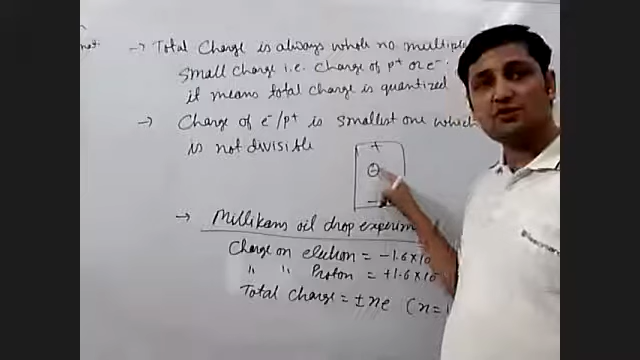 → Total Charge is always whole no multiple
small charge i.e. charge of p+ or e-.
it means total charge is quantized
→ Charge of e-/p+ is smallest one which
is not divisible
+
-
-
→ Millikans oil drop experim
Charge on electron = -1.6×10
" " Proton = +1.6×10
Total Charge = ±ne (n=